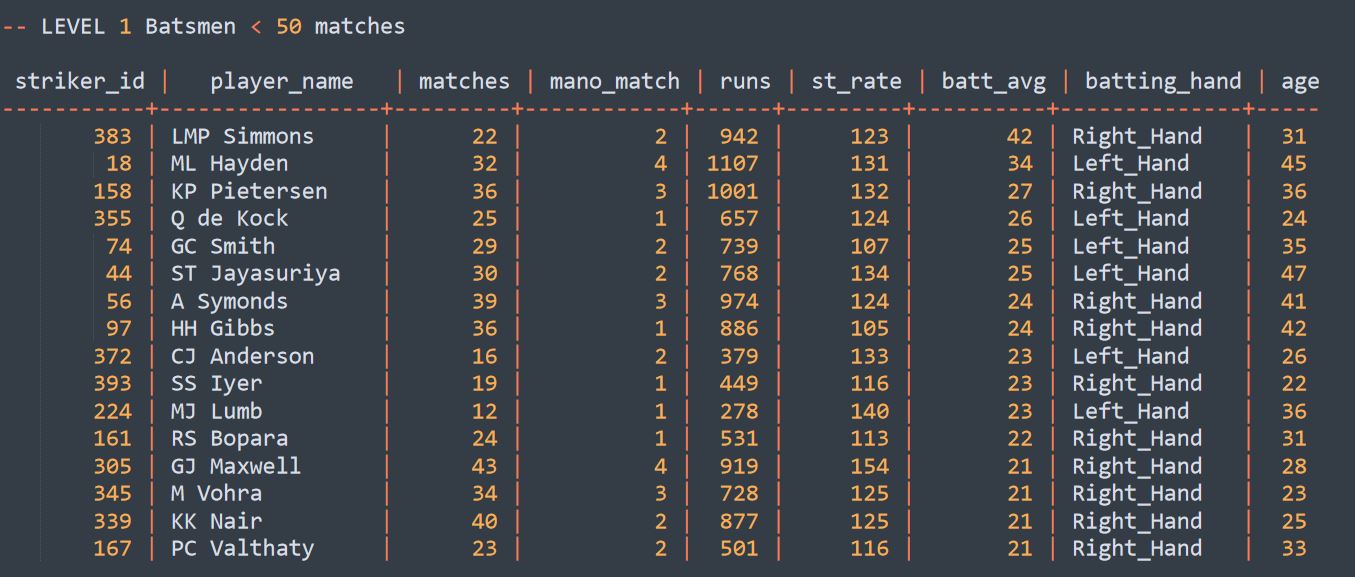 -- LEVEL 1 Batsmen < 50 matches
striker_id | player_name | matches | mano_match | runs | st_rate | batt_avg | batting_hand | age
-----------+------------------+---------+------------+------+---------+----------+--------------+-----
383 | LMP Simmons | 22 | 2 | 942 | 123 | 42 | Right_Hand | 31
18 | ML Hayden | 32 | 4 | 1107 | 131 | 34 | Left_Hand | 45
158 | KP Pietersen | 36 | 3 | 1001 | 132 | 27 | Right_Hand | 36
355 | Q de Kock | 25 | 1 | 657 | 124 | 26 | Left_Hand | 24
74 | GC Smith | 29 | 2 | 739 | 107 | 25 | Left_Hand | 35
44 | ST Jayasuriya | 30 | 2 | 768 | 134 | 25 | Left_Hand | 47
56 | A Symonds | 39 | 3 | 974 | 124 | 24 | Right_Hand | 41
97 | HH Gibbs | 36 | 1 | 886 | 105 | 24 | Right_Hand | 42
372 | CJ Anderson | 16 | 2 | 379 | 133 | 23 | Left_Hand | 26
393 | SS Iyer | 19 | 1 | 449 | 116 | 23 | Right_Hand | 22
224 | MJ Lumb | 12 | 1 | 278 | 140 | 23 | Left_Hand | 36
161 | RS Bopara | 24 | 1 | 531 | 113 | 22 | Right_Hand | 31
305 | GJ Maxwell | 43 | 4 | 919 | 154 | 21 | Right_Hand | 28
345 | M Vohra | 34 | 3 | 728 | 125 | 21 | Right_Hand | 23
339 | KK Nair | 40 | 2 | 877 | 125 | 21 | Right_Hand | 25
167 | PC Valthaty | 23 | 2 | 501 | 116 | 21 | Right_Hand | 33